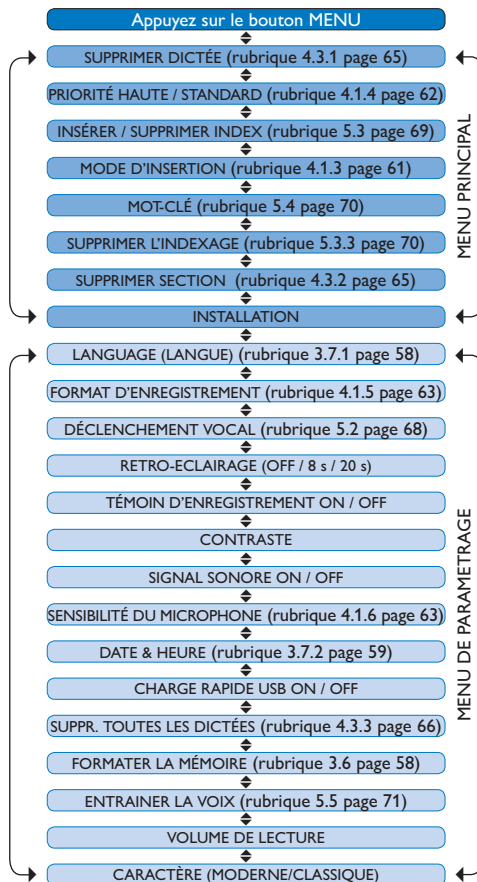 Appuyez sur le bouton MENU
SUPPRIMER DICTÉE (rubrique 4.3.1 page 65)
PRIORITÉ HAUTE / STANDARD (rubrique 4.1.4 page 62)
INSÉRER / SUPPRIMER INDEX (rubrique 5.3 page 69)
MODE D'INSERTION (rubrique 4.1.3 page 61)
MOT-CLÉ (rubrique 5.4 page 70)
SUPPRIMER L'INDEXAGE (rubrique 5.3.3 page 70)
SUPPRIMER SECTION (rubrique 4.3.2 page 65)
INSTALLATION
MENU PRINCIPAL
LANGUAGE (LANGUE) (rubrique 3.7.1 page 58)
FORMAT D'ENREGISTREMENT (rubrique 4.1.5 page 63)
DÉCLENCHEMENT VOCAL (rubrique 5.2 page 68)
RETRO-ECLAIRAGE (OFF / 8 s / 20 s)
TÉMOIN D'ENREGISTREMENT ON / OFF
CONTRASTE
SIGNAL SONORE ON / OFF
SENSIBILITÉ DU MICROPHONE (rubrique 4.1.6 page 63)
DATE & HEURE (rubrique 3.7.2 page 59)
CHARGE RAPIDE USB ON / OFF
SUPPR. TOUTES LES DICTÉES (rubrique 4.3.3 page 66)
FORMATER LA MÉMOIRE (rubrique 3.6 page 58)
ENTRAINER LA VOIX (rubrique 5.5 page 71)
VOLUME DE LECTURE
CARACTÈRE (MODERNE/CLASSIQUE)
MENU DE PARAMETRAGE